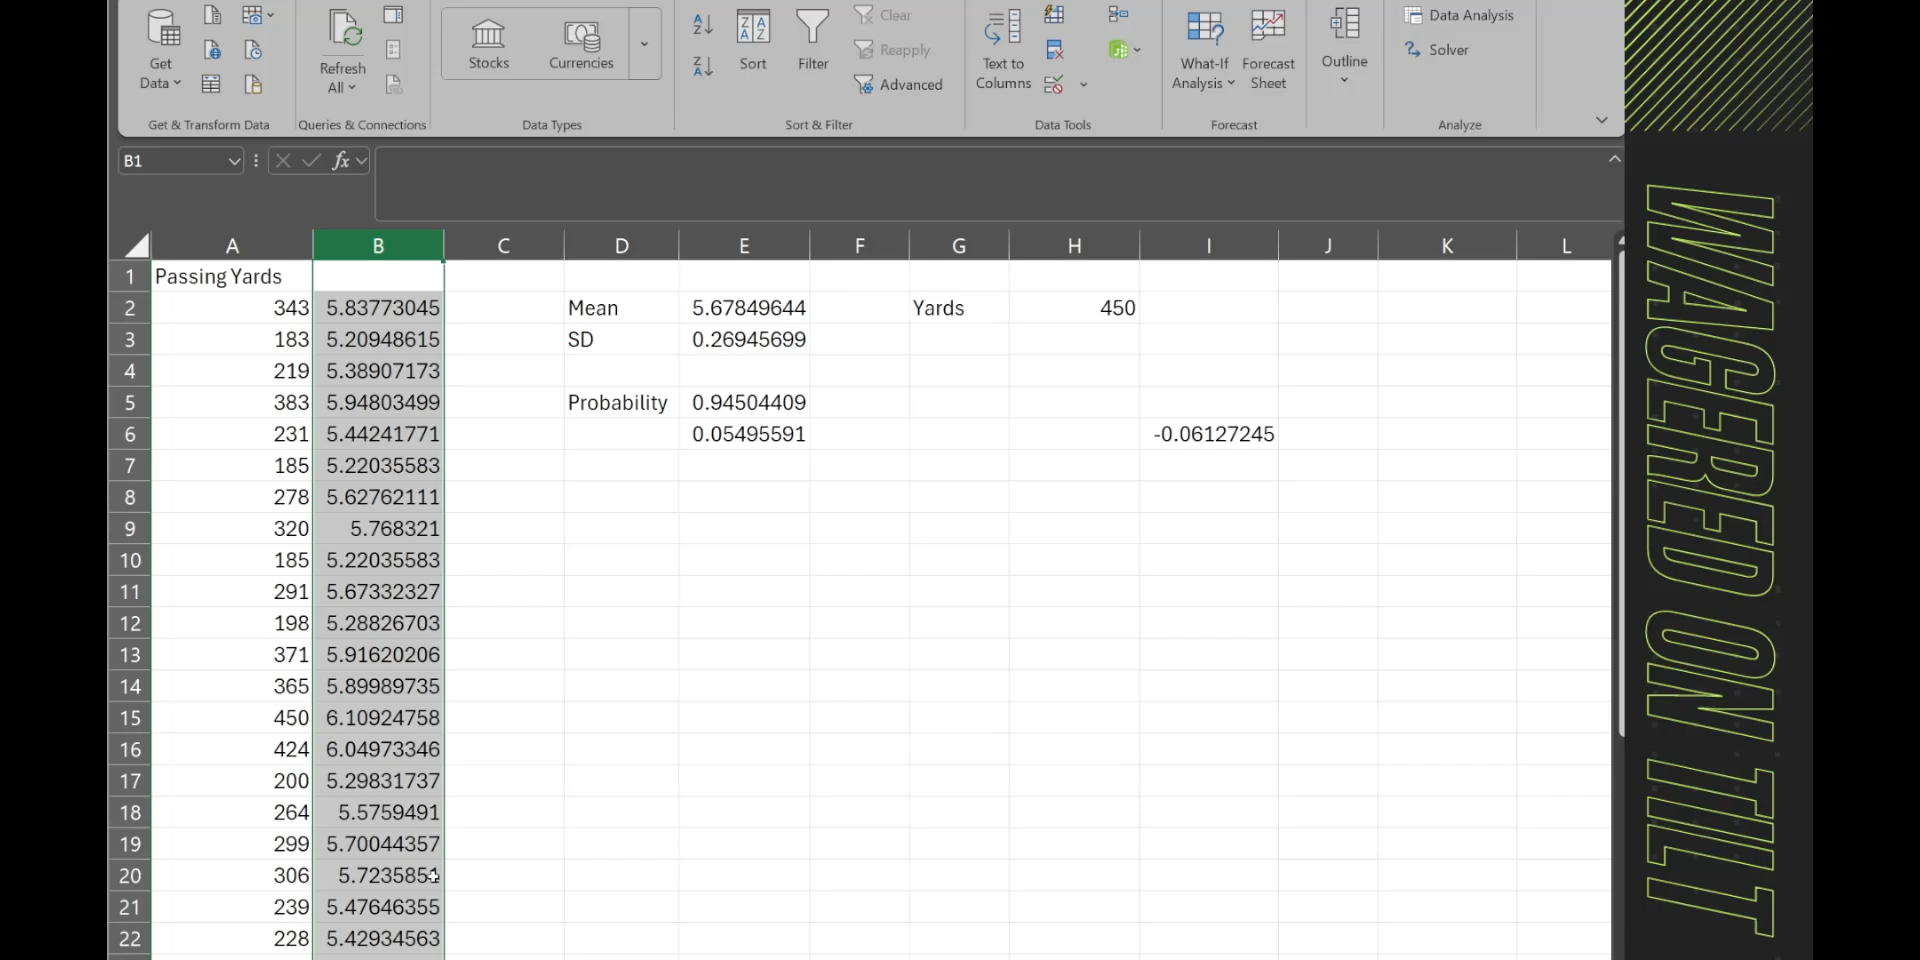 Get Data
Refresh All
Stocks
Currencies
Sort
Filter
Clear
Reapply
Advanced
Text to Columns
What-If Analysis
Forecast Sheet
Outline
Data Analysis
Solver
Get & Transform Data
Queries & Connections
Data Types
Sort & Filter
Data Tools
Forecast
Analyze
B1
fx
A B C D E F G H I J K L
1 Passing Yards
2 343 5.83773045 Mean 5.67849644 Yards 450
3 183 5.20948615 SD 0.26945699
4 219 5.38907173
5 383 5.94803499 Probability 0.94504409
6 231 5.44241771 0.05495591 -0.06127245
7 185 5.22035583
8 278 5.62762111
9 320 5.768321
10 185 5.22035583
11 291 5.67332327
12 198 5.28826703
13 371 5.91620206
14 365 5.89989735
15 450 6.10924758
16 424 6.04973346
17 200 5.29831737
18 264 5.5759491
19 299 5.70044357
20 306
21 239 5.47646355
22 228 5.42934563
WAGERED ON TILT